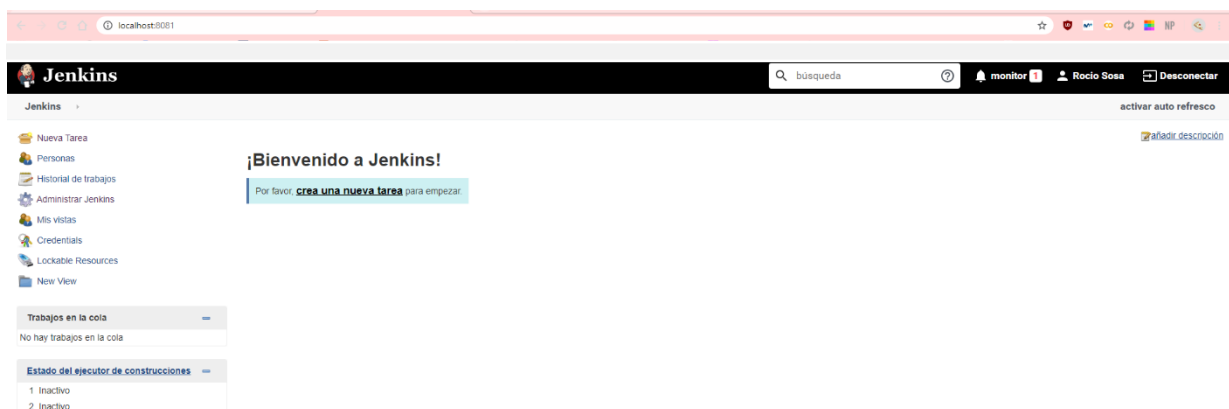 localhost:8081
NP
Jenkins
búsqueda
monitor 1 Rocio Sosa Desconectar
Jenkins
activar auto refresco
Nueva Tarea
añadir descripción
Personas
Historial de trabajos
Administrar Jenkins
Mis vistas
Credentials
Lockable Resources
New View
¡Bienvenido a Jenkins!
Por favor, crea una nueva tarea para empezar.
Trabajos en la cola
No hay trabajos en la cola
Estado del ejecutor de construcciones
1 Inactivo
2 Inactivo